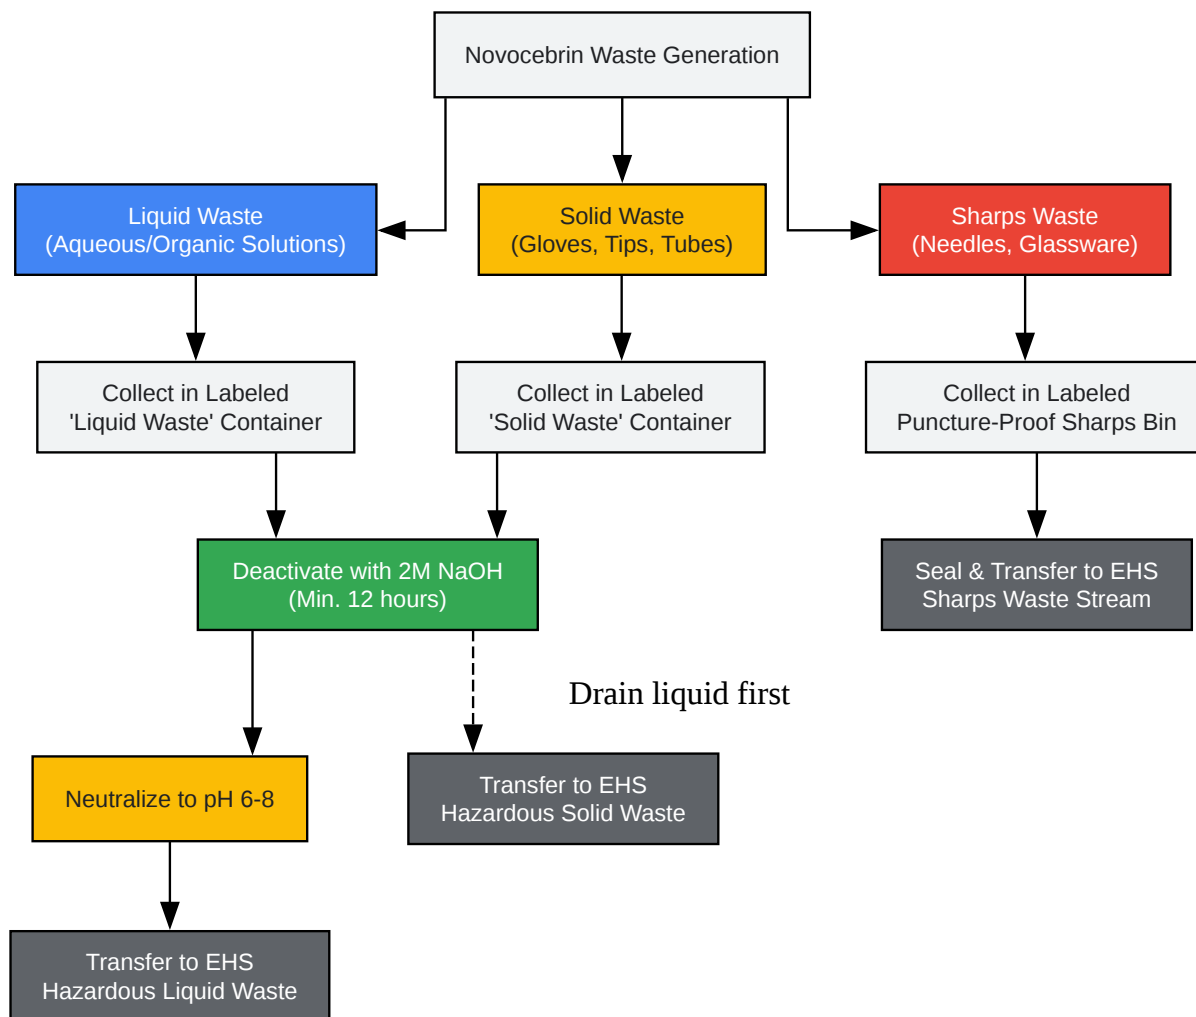 Novocebrin Waste Generation
Liquid Waste
(Aqueous/Organic Solutions)
Solid Waste
(Gloves, Tips, Tubes)
Sharps Waste
(Needles, Glassware)
Collect in Labeled
'Liquid Waste' Container
Collect in Labeled
'Solid Waste' Container
Collect in Labeled
Puncture-Proof Sharps Bin
Deactivate with 2M NaOH
(Min. 12 hours)
Seal & Transfer to EHS
Sharps Waste Stream
Drain liquid first
Neutralize to pH 6-8
Transfer to EHS
Hazardous Solid Waste
Transfer to EHS
Hazardous Liquid Waste